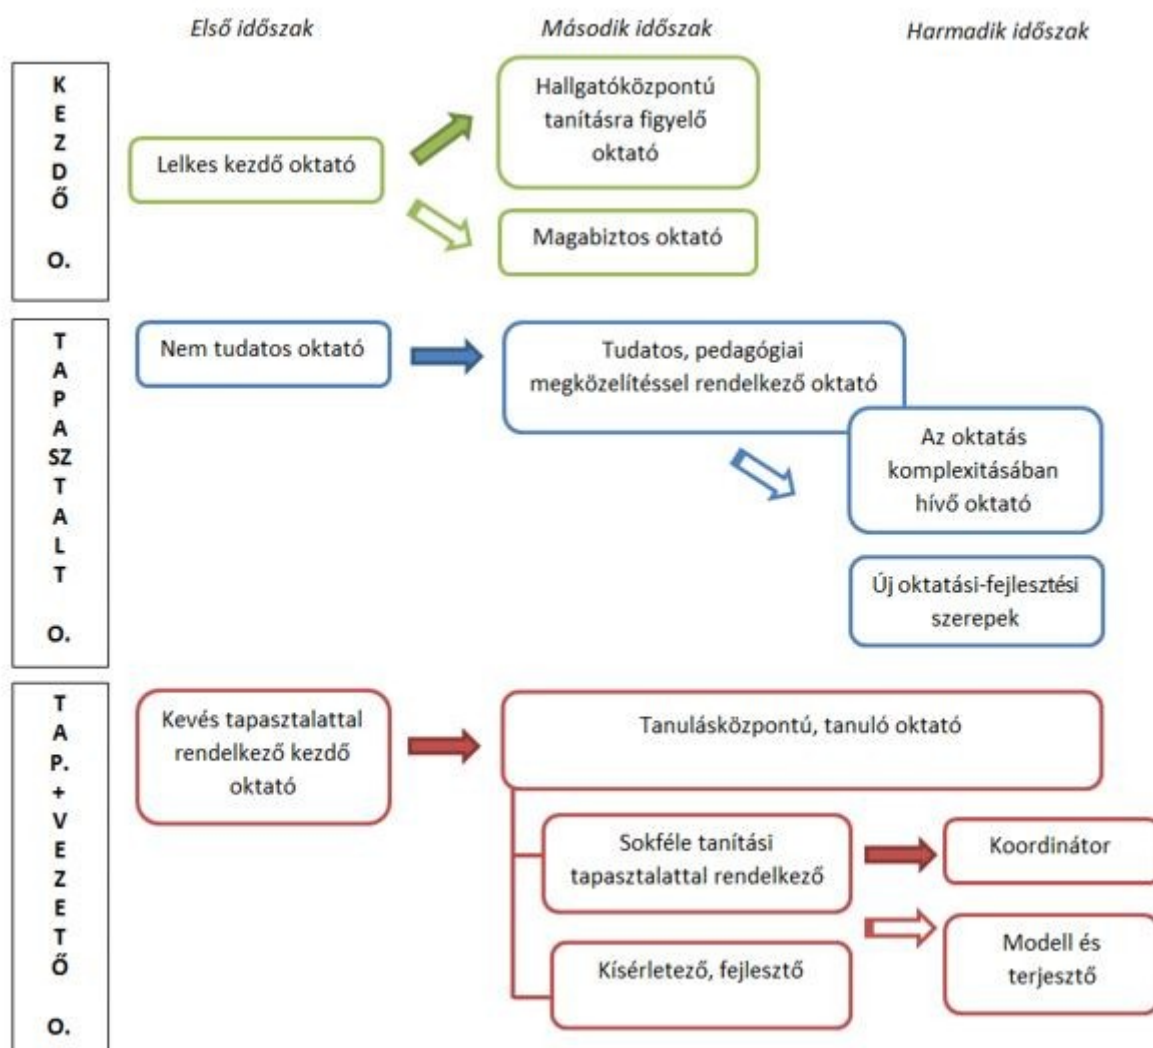 Első időszak
Második időszak
Harmadik időszak
K
E
Z
D
Ő
O.
Lelkes kezdő oktató
Hallgatóközpontú
tanításra figyelő
oktató
Magabiztos oktató
T
A
P
A
SZ
T
A
L
T
O.
Nem tudatos oktató
Tudatos, pedagógiai
megközelítéssel rendelkező oktató
Az oktatás
komplexitásában
hívő oktató
Új oktatási-fejlesztési
szerepek
T
A
P.
+
V
E
Z
E
T
Ő
O.
Kevés tapasztalattal
rendelkező kezdő
oktató
Tanulásközpontú, tanuló oktató
Sokféle tanítási
tapasztalattal rendelkező
Koordinátor
Kísérletező, fejlesztő
Modell és
terjesztő